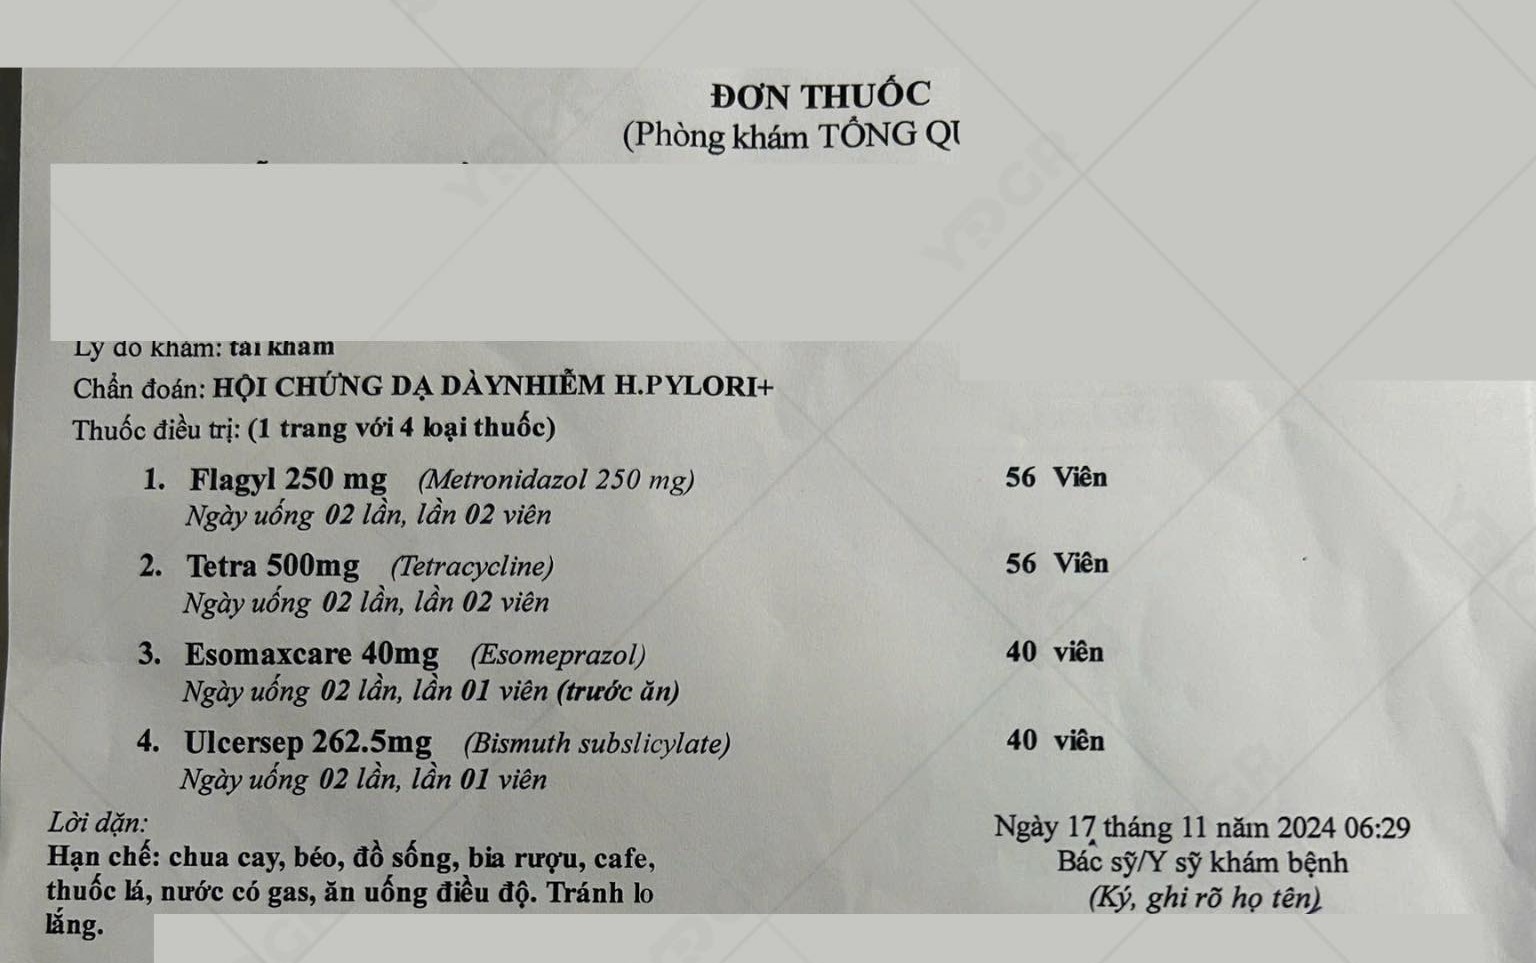 ĐƠN THUỐC
(Phòng khám TỔNG QU
Lý do khám: tái khám
Chẩn đoán: HỘI CHỨNG DẠ DÀYNHIỄM H.PYLORI+
Thuốc điều trị: (1 trang với 4 loại thuốc)
1. Flagyl 250 mg (Metronidazol 250 mg) 56 Viên
Ngày uống 02 lần, lần 02 viên
2. Tetra 500mg (Tetracycline) 56 Viên
Ngày uống 02 lần, lần 02 viên
3. Esomaxcare 40mg (Esomeprazol) 40 viên
Ngày uống 02 lần, lần 01 viên (trước ăn)
4. Ulcersep 262.5mg (Bismuth subslicylate) 40 viên
Ngày uống 02 lần, lần 01 viên
Lời dặn:
Hạn chế: chua cay, béo, đồ sống, bia rượu, cafe,
thuốc lá, nước có gas, ăn uống điều độ. Tránh lo
lắng.
Ngày 17 tháng 11 năm 2024 06:29
Bác sỹ/Y sỹ khám bệnh
(Ký, ghi rõ họ tên)